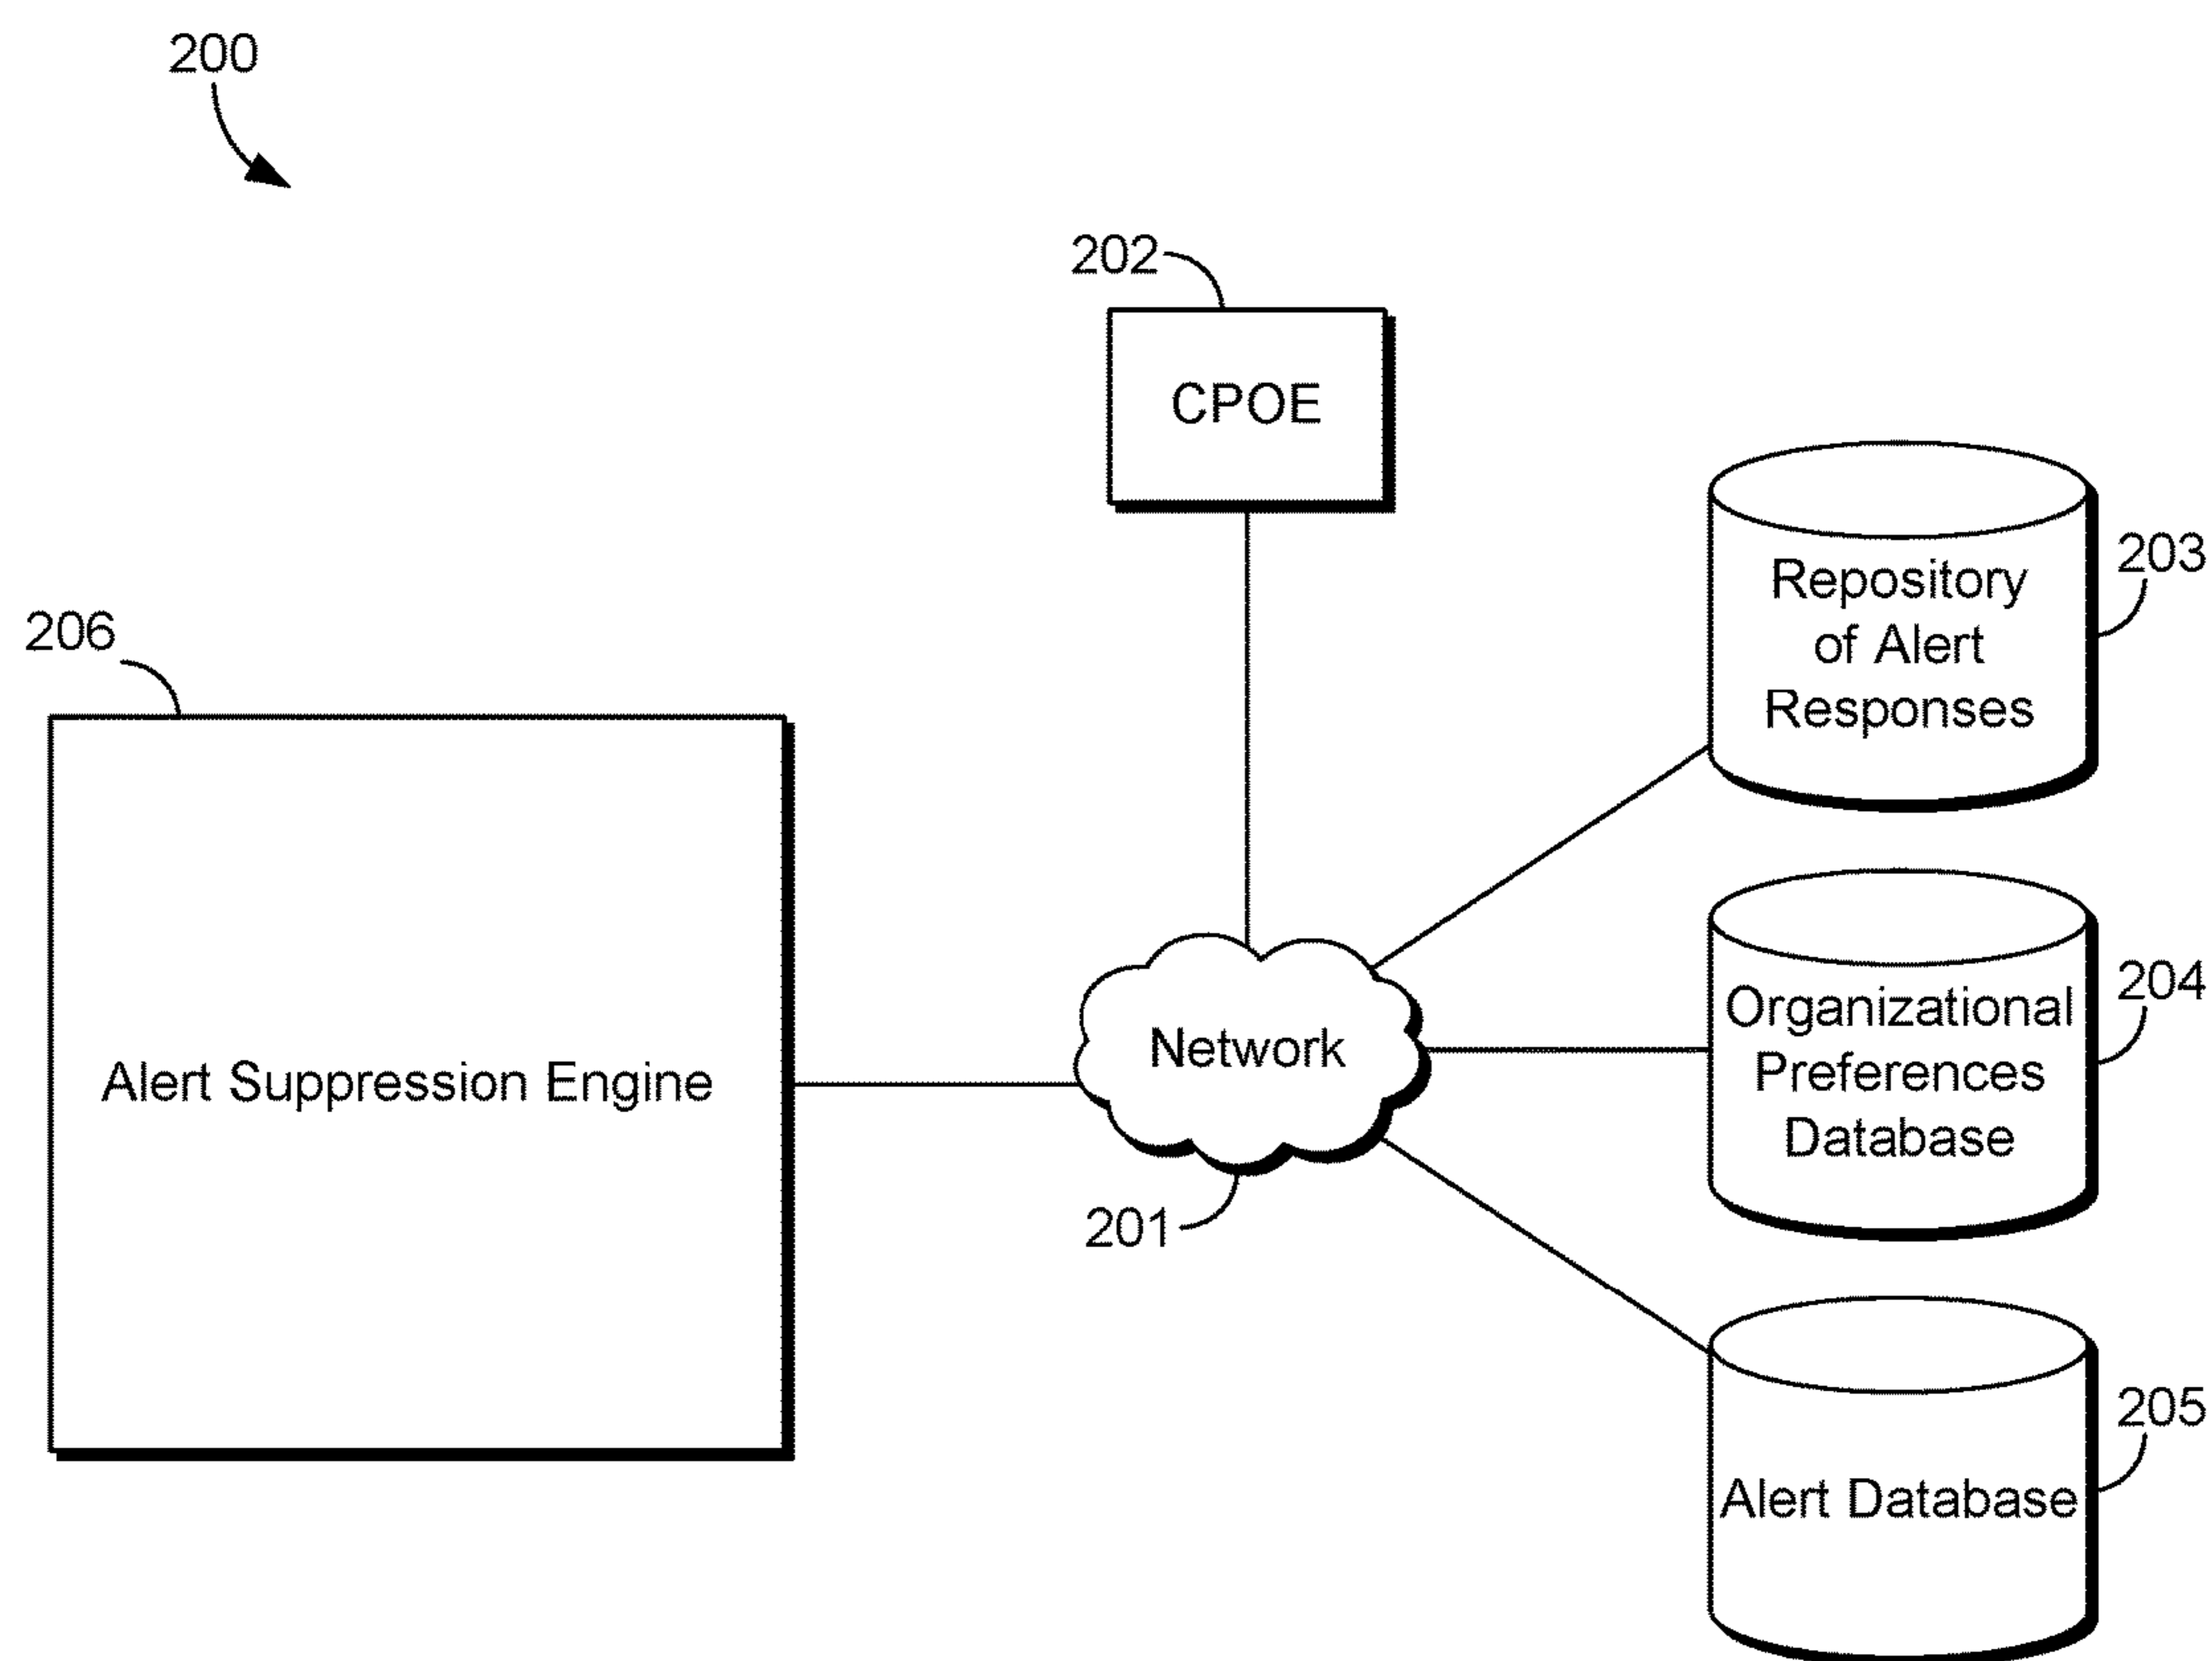 200
202
CPOE
203
Repository
of Alert
Responses
206
Alert Suppression Engine
Network
201
204
Organizational
Preferences
Database
205
Alert Database